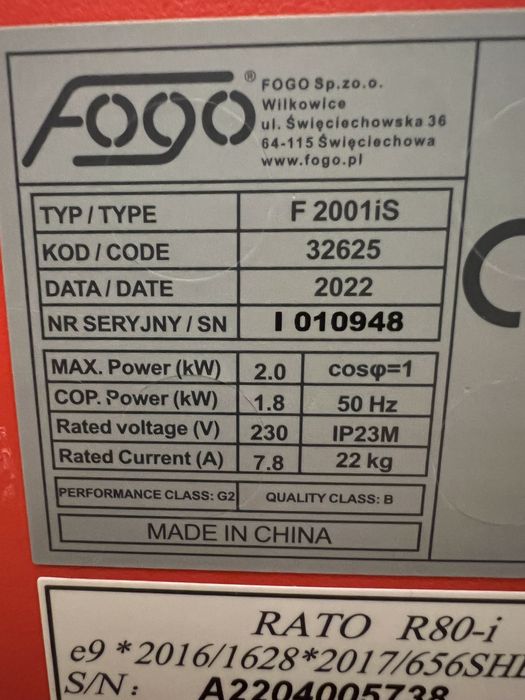 FOGO ®
FOGO Sp.zo.o.
Wilkowice
ul. Święciechowska 36
64-115 Święciechowa
www.fogo.pl
TYP / TYPE F 2001iS
KOD / CODE 32625
DATA / DATE 2022
NR SERYJNY / SN I 010948
MAX. Power (kW) 2.0 cosφ=1
COP. Power (kW) 1.8 50 Hz
Rated voltage (V) 230 IP23M
Rated Current (A) 7.8 22 kg
PERFORMANCE CLASS: G2 QUALITY CLASS: B
MADE IN CHINA
RATO R80-i
e9 *2016/1628*2017/656SH
S/N: A2204005738